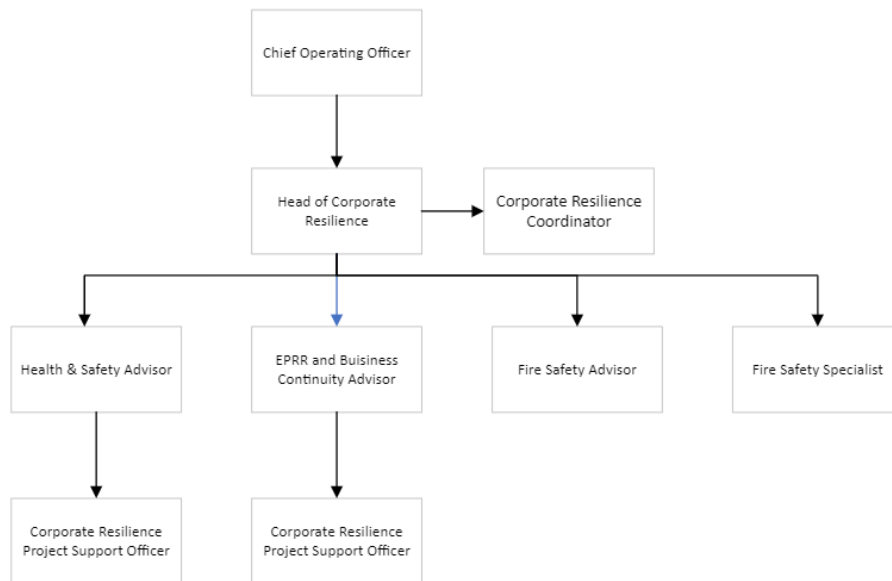 Chief Operating Officer
Head of Corporate
Resilience
Corporate Resilience
Coordinator
Health & Safety Advisor
EPRR and Buisiness
Continuity Advisor
Fire Safety Advisor
Fire Safety Specialist
Corporate Resilience
Project Support Officer
Corporate Resilience
Project Support Officer